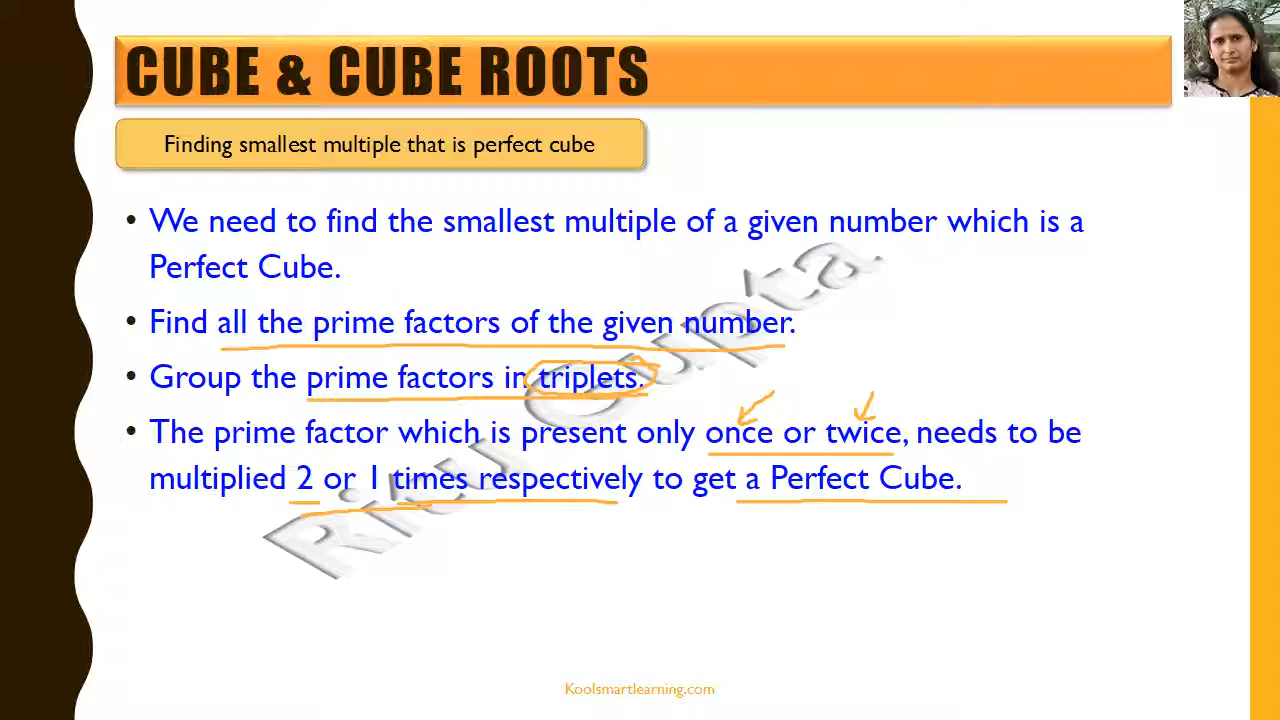 CUBE & CUBE ROOTS
Finding smallest multiple that is perfect cube
• We need to find the smallest multiple of a given number which is a
Perfect Cube.
• Find all the prime factors of the given number.
• Group the prime factors in triplets.
• The prime factor which is present only once or twice, needs to be
multiplied 2 or 1 times respectively to get a Perfect Cube.
Ritu Gupta
Koolsmartlearning.com